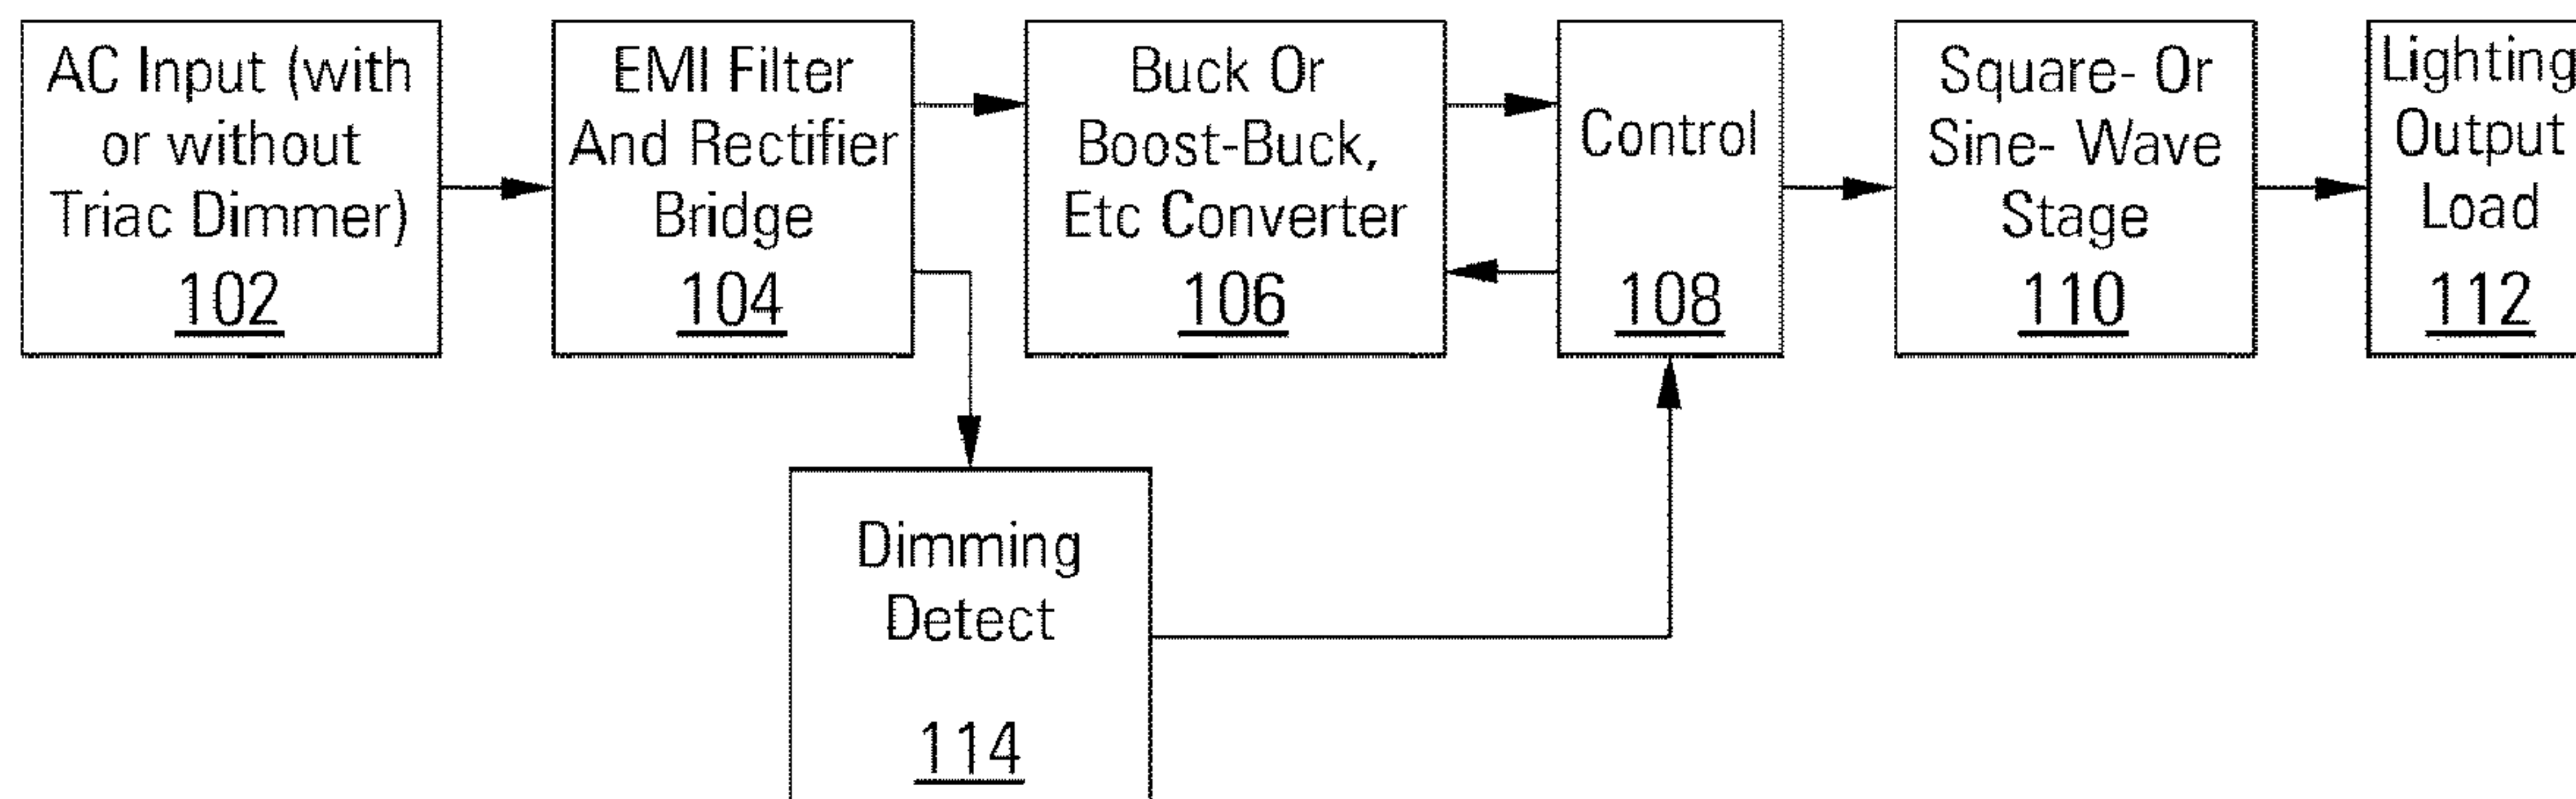 AC Input (with
or without
Triac Dimmer)
102
EMI Filter
And Rectifier
Bridge
104
Buck Or
Boost-Buck,
Etc Converter
106
Control
108
Square- Or
Sine- Wave
Stage
110
Lighting
Output
Load
112
Dimming
Detect
114